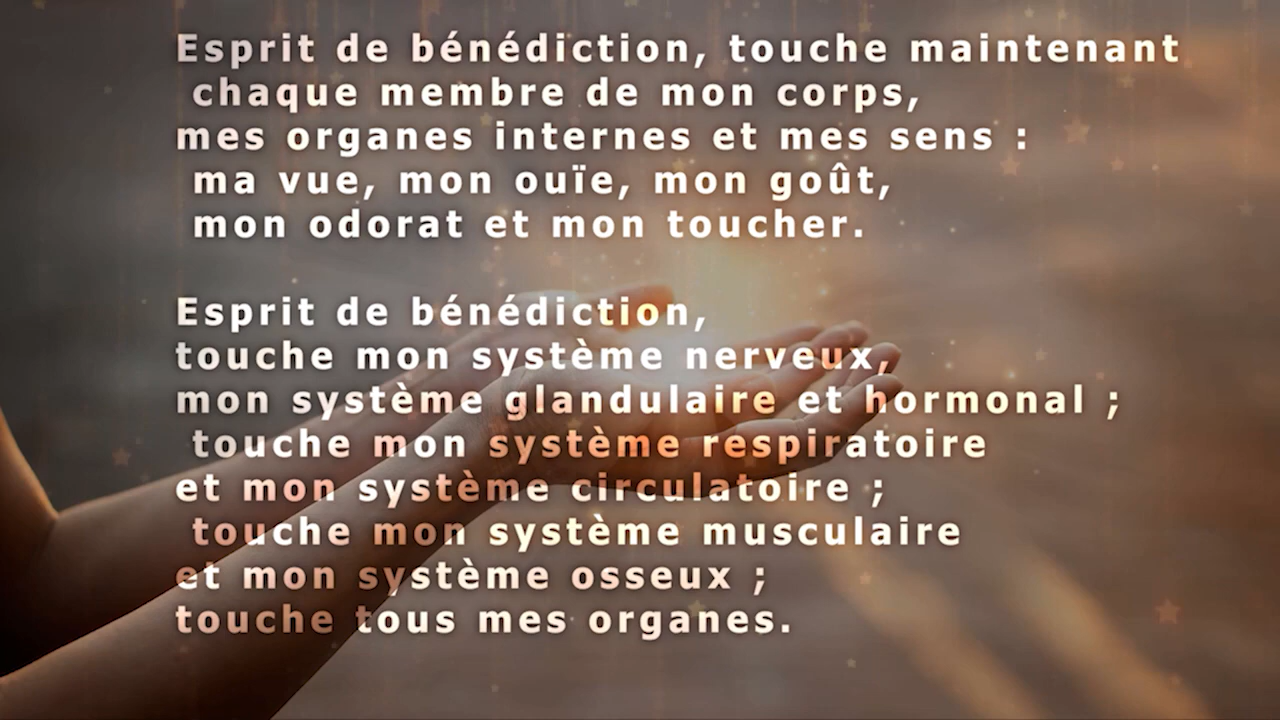 Esprit de bénédiction, touche maintenant
chaque membre de mon corps,
mes organes internes et mes sens :
ma vue, mon ouïe, mon goût,
mon odorat et mon toucher.

Esprit de bénédiction,
touche mon système nerveux,
mon système glandulaire et hormonal ;
touche mon système respiratoire
et mon système circulatoire ;
touche mon système musculaire
et mon système osseux ;
touche tous mes organes.